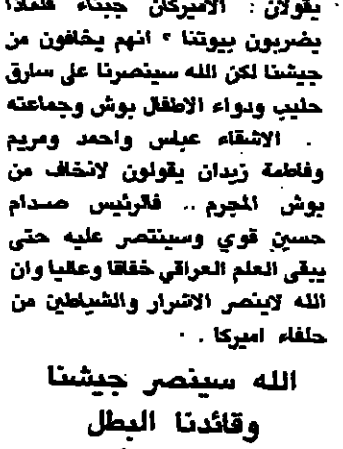 يقولان : الاميركان جبناء فلماذا
يضربون بيوتنا ؟ انهم يخافون من
جيشنا لكن الله سينصرنا على سارق
حليب ودواء الاطفال بوش وجماعته
. الاشقاء عباس واحمد ومريم
وفاطمة زيدان يقولون لانخاف من
بوش المجرم .. فالرئيس صدام
حسين قوي وسينتصر عليه حتى
يبقى العلم العراقي خفاقا وعاليا وان
الله لاينصر الاشرار والشياطين من
حلفاء اميركا .
الله سينصر جيشنا
وقائدنا البطل